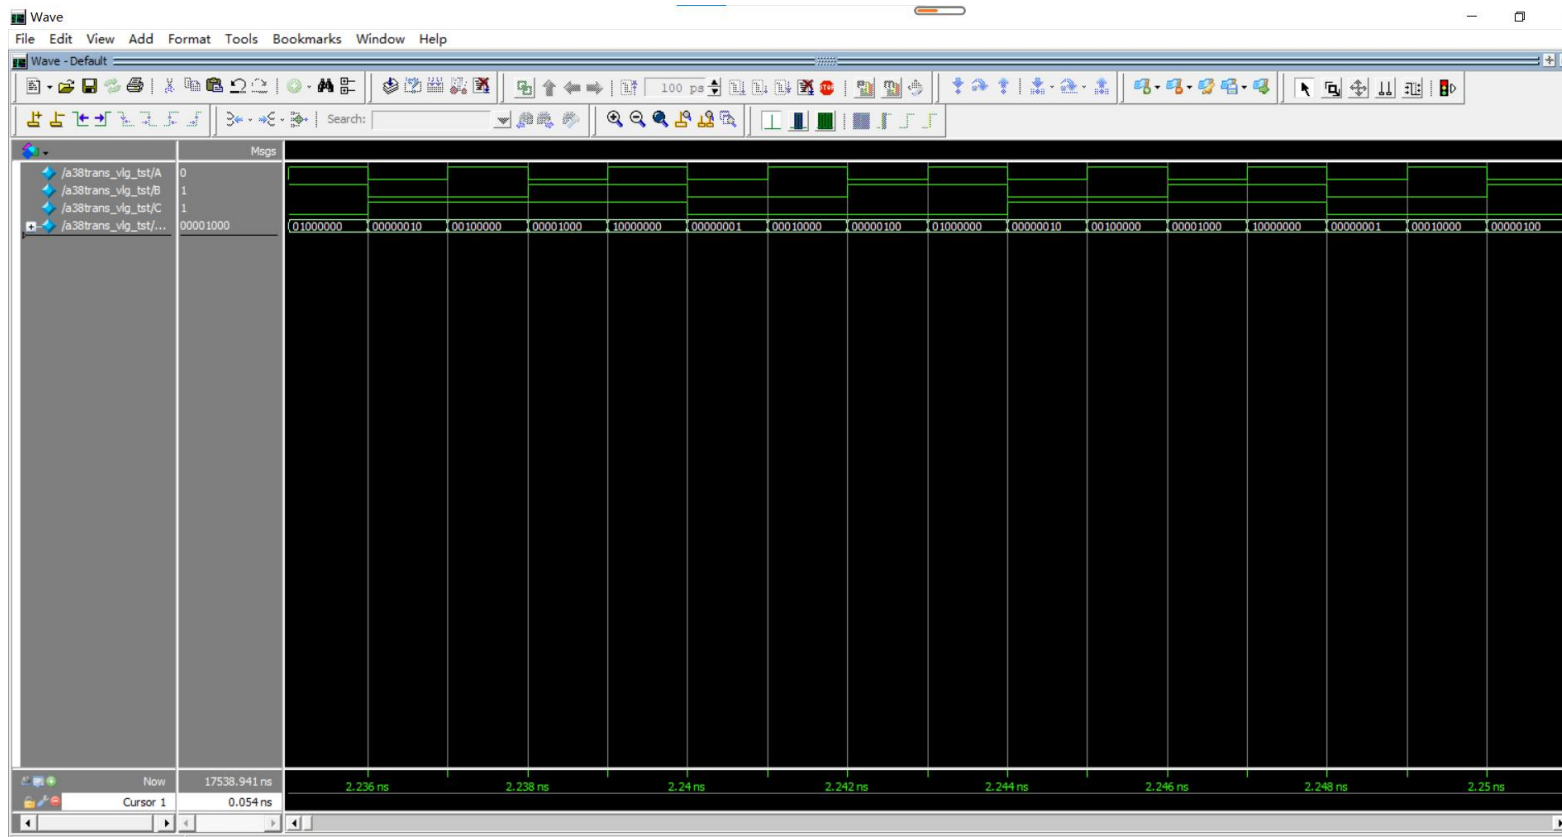 Wave
File Edit View Add Format Tools Bookmarks Window Help
Wave - Default
100 ps
Search:
Msgs
/a38trans_vlg_tst/A 0
/a38trans_vlg_tst/B 1
/a38trans_vlg_tst/C 1
/a38trans_vlg_tst/... 00001000 01000000 00000010 00100000 00001000 10000000 00000001 00010000 00000100 01000000 00000010 00100000 00001000 10000000 00000001 00010000 00000100
Now 17538.941 ns 2.236 ns 2.238 ns 2.24 ns 2.242 ns 2.244 ns 2.246 ns 2.248 ns 2.25 ns
Cursor 1 0.054 ns